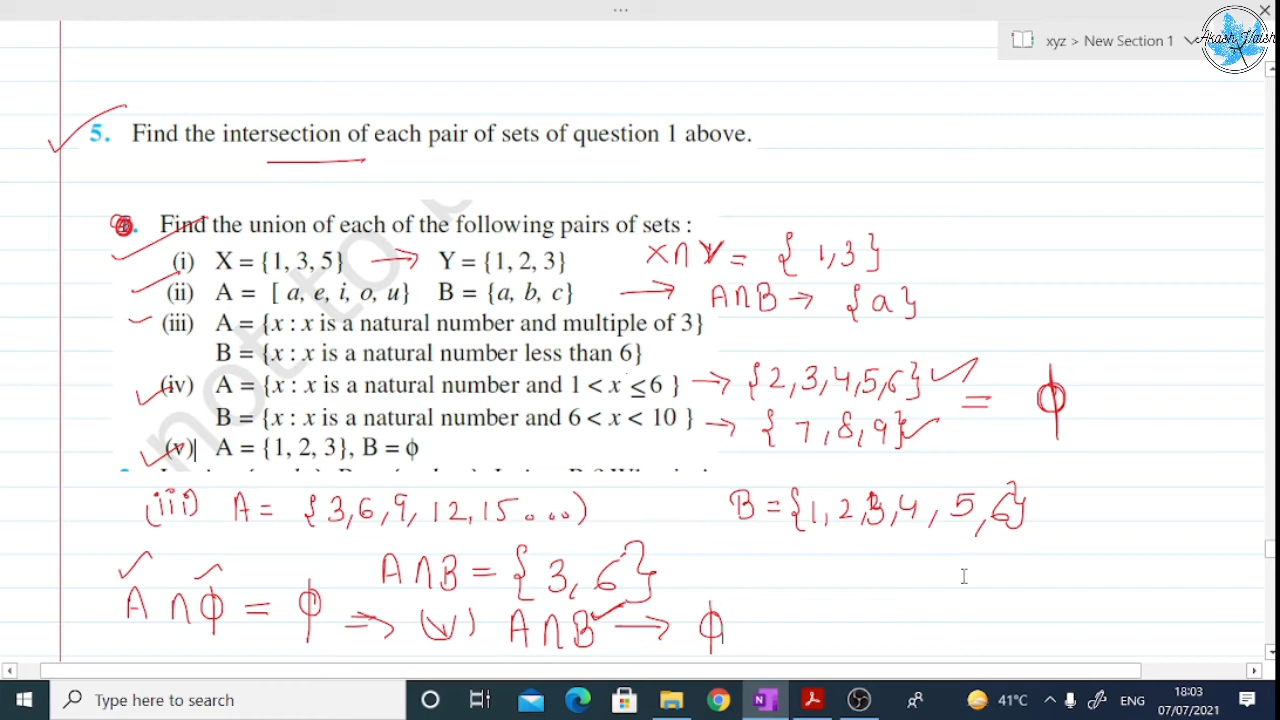 ...
xyz > New Section 1
Akash Jaish
5. Find the intersection of each pair of sets of question 1 above.
Find the union of each of the following pairs of sets :
(i) X = {1, 3, 5} → Y = {1, 2, 3} X∩Y = {1,3}
(ii) A = [ a, e, i, o, u} B = {a, b, c} → A∩B → {a}
(iii) A = {x : x is a natural number and multiple of 3}
B = {x : x is a natural number less than 6}
(iv) A = {x : x is a natural number and 1 < x ≤ 6 } → {2,3,4,5,6} = ϕ
B = {x : x is a natural number and 6 < x < 10 } → {7,8,9}
(v) A = {1, 2, 3}, B = ϕ
not to
(iii) A = {3,6,9,12,15....) B = {1,2,3,4,5,6}
A∩B = {3,6}
A ∩ ϕ = ϕ ⇒ (v) A∩B → ϕ
Type here to search
41°C ENG 18:03
07/07/2021